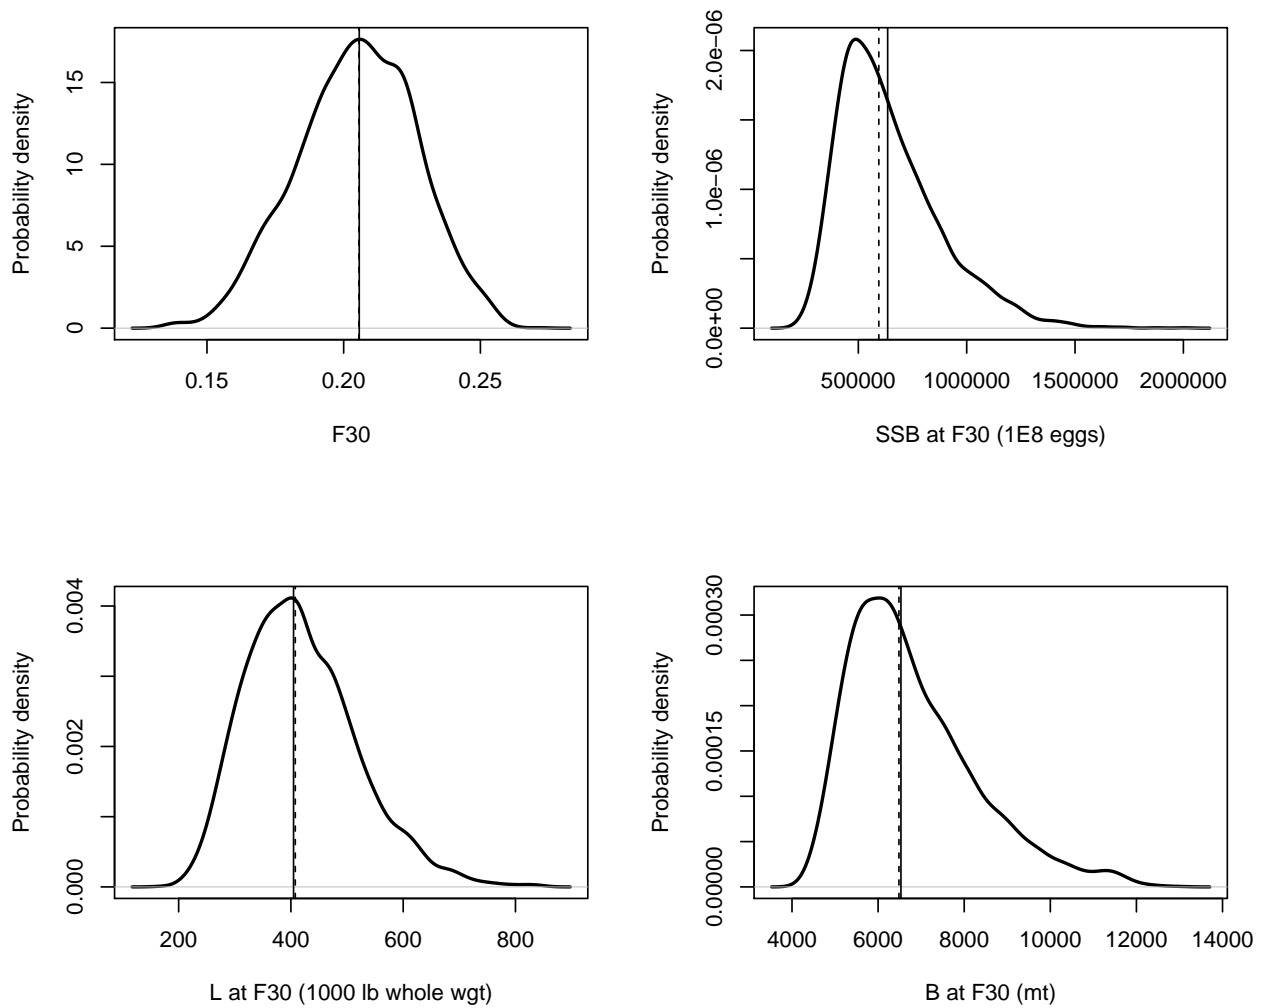 Probability density
0 5 10 15
0.15 0.20 0.25
F30
Probability density
0.0e+00 1.0e−06 2.0e−06
500000 1000000 1500000 2000000
SSB at F30 (1E8 eggs)
Probability density
0.000 0.002 0.004
200 400 600 800
L at F30 (1000 lb whole wgt)
Probability density
0.00000 0.00015 0.00030
4000 6000 8000 10000 12000 14000
B at F30 (mt)